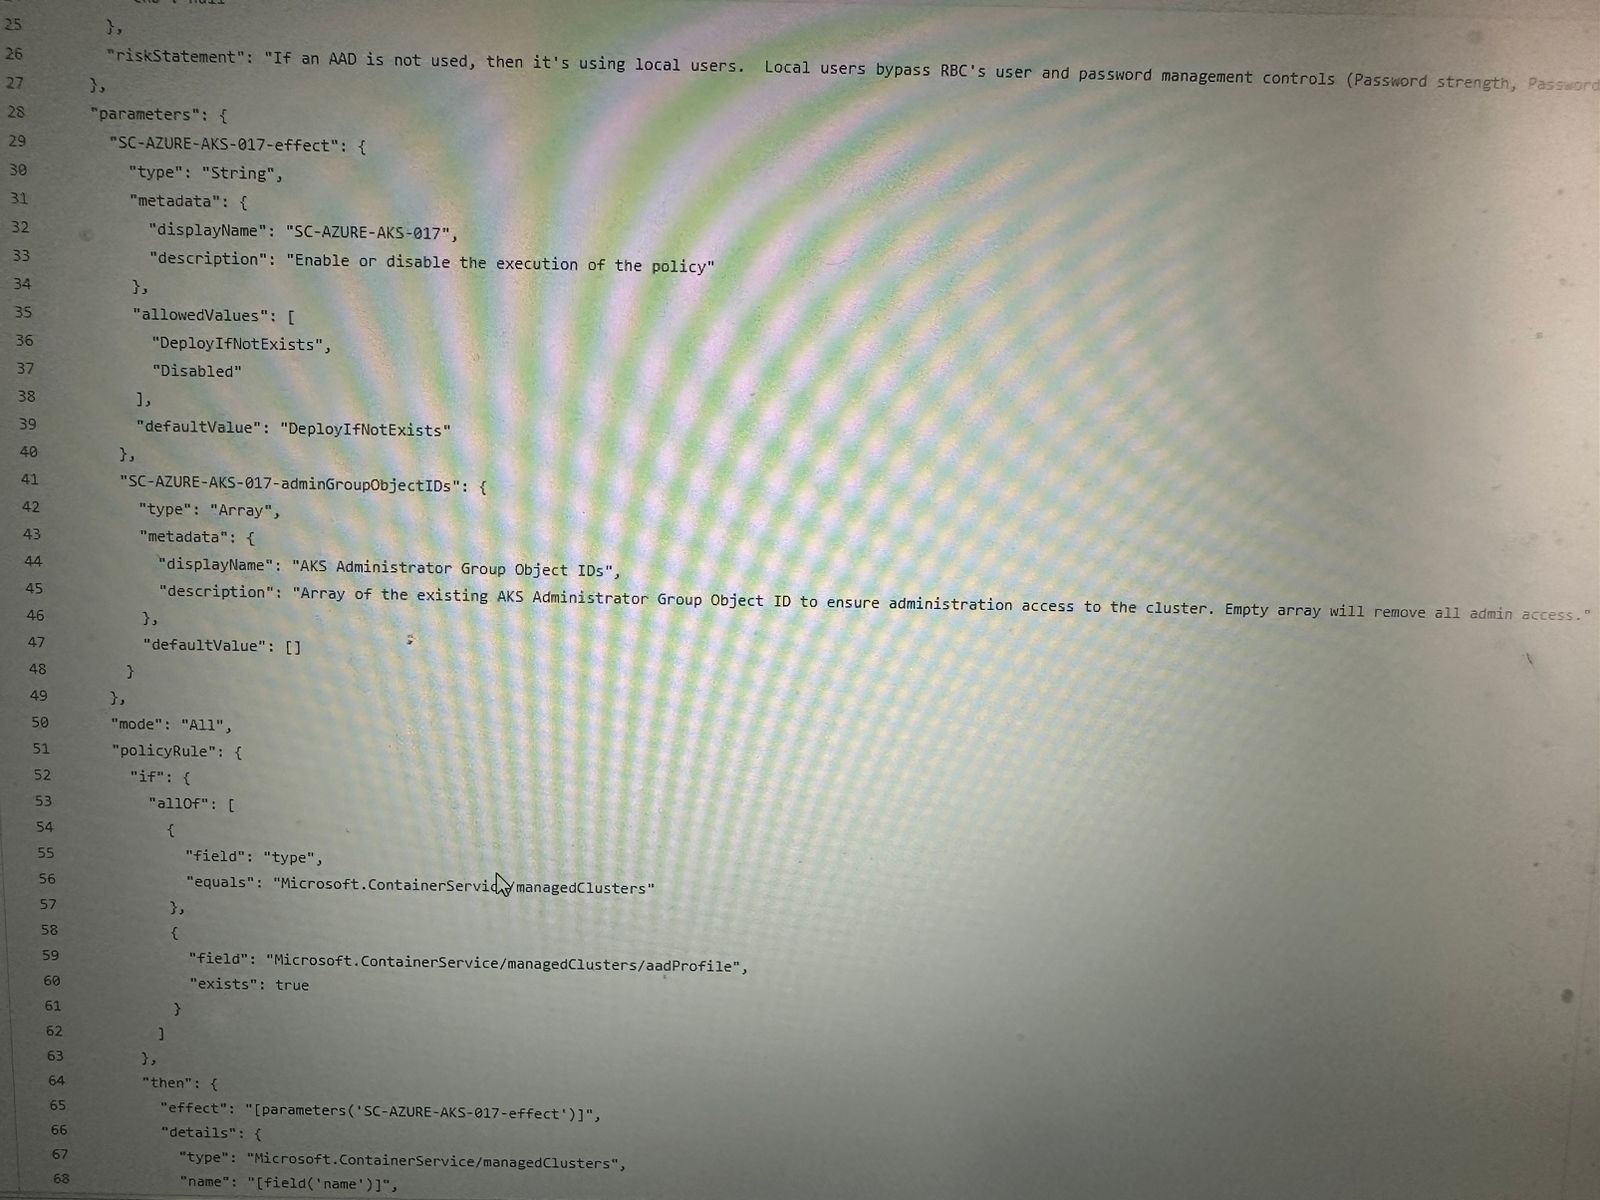 25 },
26 "riskStatement": "If an AAD is not used, then it's using local users.  Local users bypass RBC's user and password management controls (Password strength, Password
27 },
28 "parameters": {
29 "SC-AZURE-AKS-017-effect": {
30 "type": "String",
31 "metadata": {
32 "displayName": "SC-AZURE-AKS-017",
33 "description": "Enable or disable the execution of the policy"
34 },
35 "allowedValues": [
36 "DeployIfNotExists",
37 "Disabled"
38 ],
39 "defaultValue": "DeployIfNotExists"
40 },
41 "SC-AZURE-AKS-017-adminGroupObjectIDs": {
42 "type": "Array",
43 "metadata": {
44 "displayName": "AKS Administrator Group Object IDs",
45 "description": "Array of the existing AKS Administrator Group Object ID to ensure administration access to the cluster. Empty array will remove all admin access."
46 },
47 "defaultValue": []
48 }
49 },
50 "mode": "All",
51 "policyRule": {
52 "if": {
53 "allOf": [
54 {
55 "field": "type",
56 "equals": "Microsoft.ContainerService/managedClusters"
57 },
58 {
59 "field": "Microsoft.ContainerService/managedClusters/aadProfile",
60 "exists": true
61 }
62 ]
63 },
64 "then": {
65 "effect": "[parameters('SC-AZURE-AKS-017-effect')]",
66 "details": {
67 "type": "Microsoft.ContainerService/managedClusters",
68 "name": "[field('name')]",